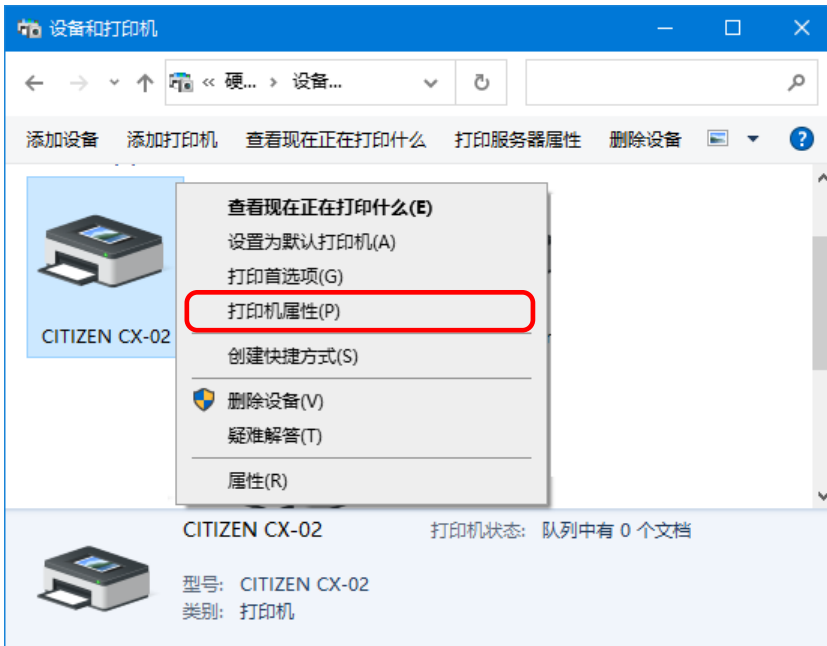 设备和打印机
« 硬... › 设备...
添加设备 添加打印机 查看现在正在打印什么 打印服务器属性 删除设备
查看现在正在打印什么(E)
设置为默认打印机(A)
打印首选项(G)
打印机属性(P)
CITIZEN CX-02
创建快捷方式(S)
删除设备(V)
疑难解答(T)
属性(R)
CITIZEN CX-02 打印机状态: 队列中有 0 个文档
型号: CITIZEN CX-02
类别: 打印机